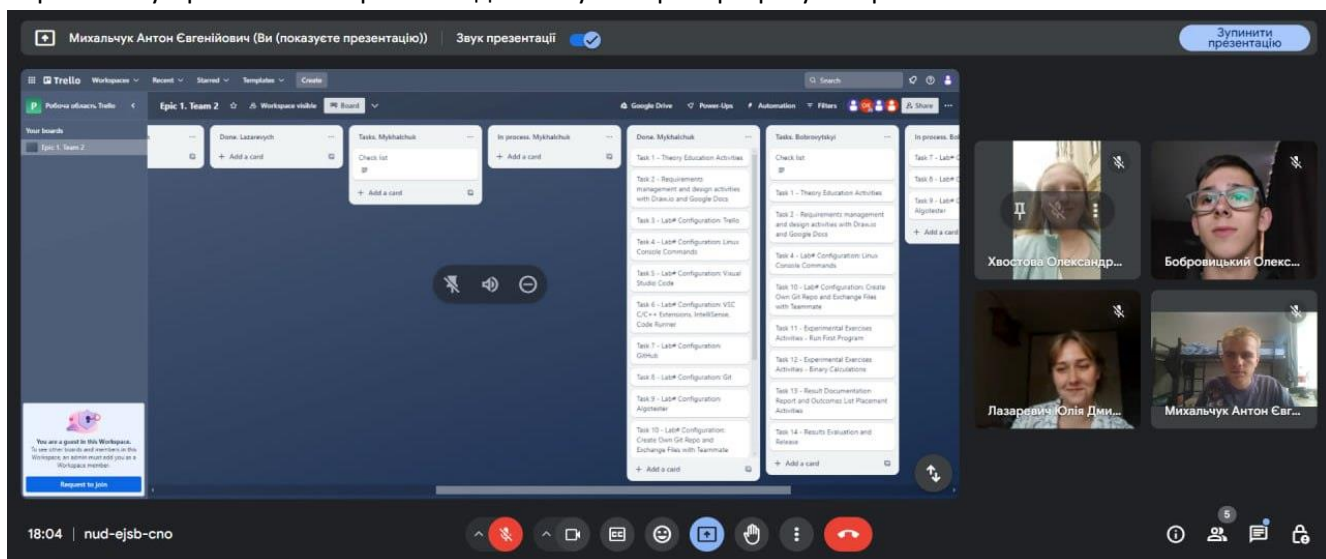 Михальчук Антон Євгенійович (Ви (показуєте презентацію))
Звук презентації
Зупинити
презентацію
Trello Workspaces Recent Starred Templates Create
Search
Робоча область Trello
Epic 1. Team 2
Workspace visible
Board
Google Drive
Power-Ups
Automation
Filters
Share
Your boards
Epic 1. Team 2
Done. Lazarevych
+ Add a card
Tasks. Mykhalchuk
Check list
+ Add a card
In process. Mykhalchuk
+ Add a card
Done. Mykhalchuk
Task 1 - Theory Education Activities
Task 2 - Requirements
management and design activities
with Draw.io and Google Docs
Task 3 - Lab# Configuration: Trello
Task 4 - Lab# Configuration: Linux
Console Commands
Task 5 - Lab# Configuration: Visual
Studio Code
Task 6 - Lab# Configuration: VSC
C/C++ Extensions, IntelliSense,
Code Runner
Task 7 - Lab# Configuration:
GitHub
Task 8 - Lab# Configuration: Git
Task 9 - Lab# Configuration:
Algotester
Task 10 - Lab# Configuration:
Create Own Git Repo and
Exchange Files with Teammate
+ Add a card
Tasks. Bobrovytskyi
Check list
Task 1 - Theory Education Activities
Task 2 - Requirements management
and design activities with Draw.io
and Google Docs
Task 4 - Lab# Configuration: Linux
Console Commands
Task 10 - Lab# Configuration: Create
Own Git Repo and Exchange Files
with Teammate
Task 11 - Experimental Exercises
Activities - Run First Program
Task 12 - Experimental Exercises
Activities - Binary Calculations
Task 13 - Result Documentation
Report and Outcomes List Placement
Activities
Task 14 - Results Evaluation and
Release
+ Add a card
In process. Bob
Task 7 - Lab# C
Task 8 - Lab# C
Task 9 - Lab# C
Algotester
+ Add a card
You are a guest in this Workspace.
To see other boards and members in this
Workspace, an admin must add you as a
Workspace member.
Request to join
Хвостова Олександр...
Бобровицький Олекс...
Лазаревич Юлія Дми...
Михальчук Антон Євг...
18:04 | nud-ejsb-cno
5